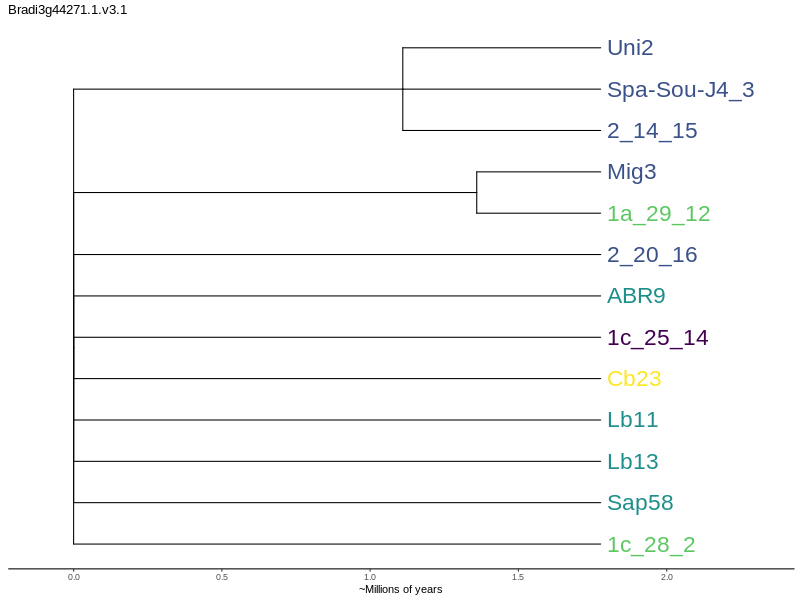 Bradi3g44271.1.v3.1
Uni2
Spa-Sou-J4_3
2_14_15
Mig3
1a_29_12
2_20_16
ABR9
1c_25_14
Cb23
Lb11
Lb13
Sap58
1c_28_2
0.0 0.5 1.0 1.5 2.0
~Millions of years